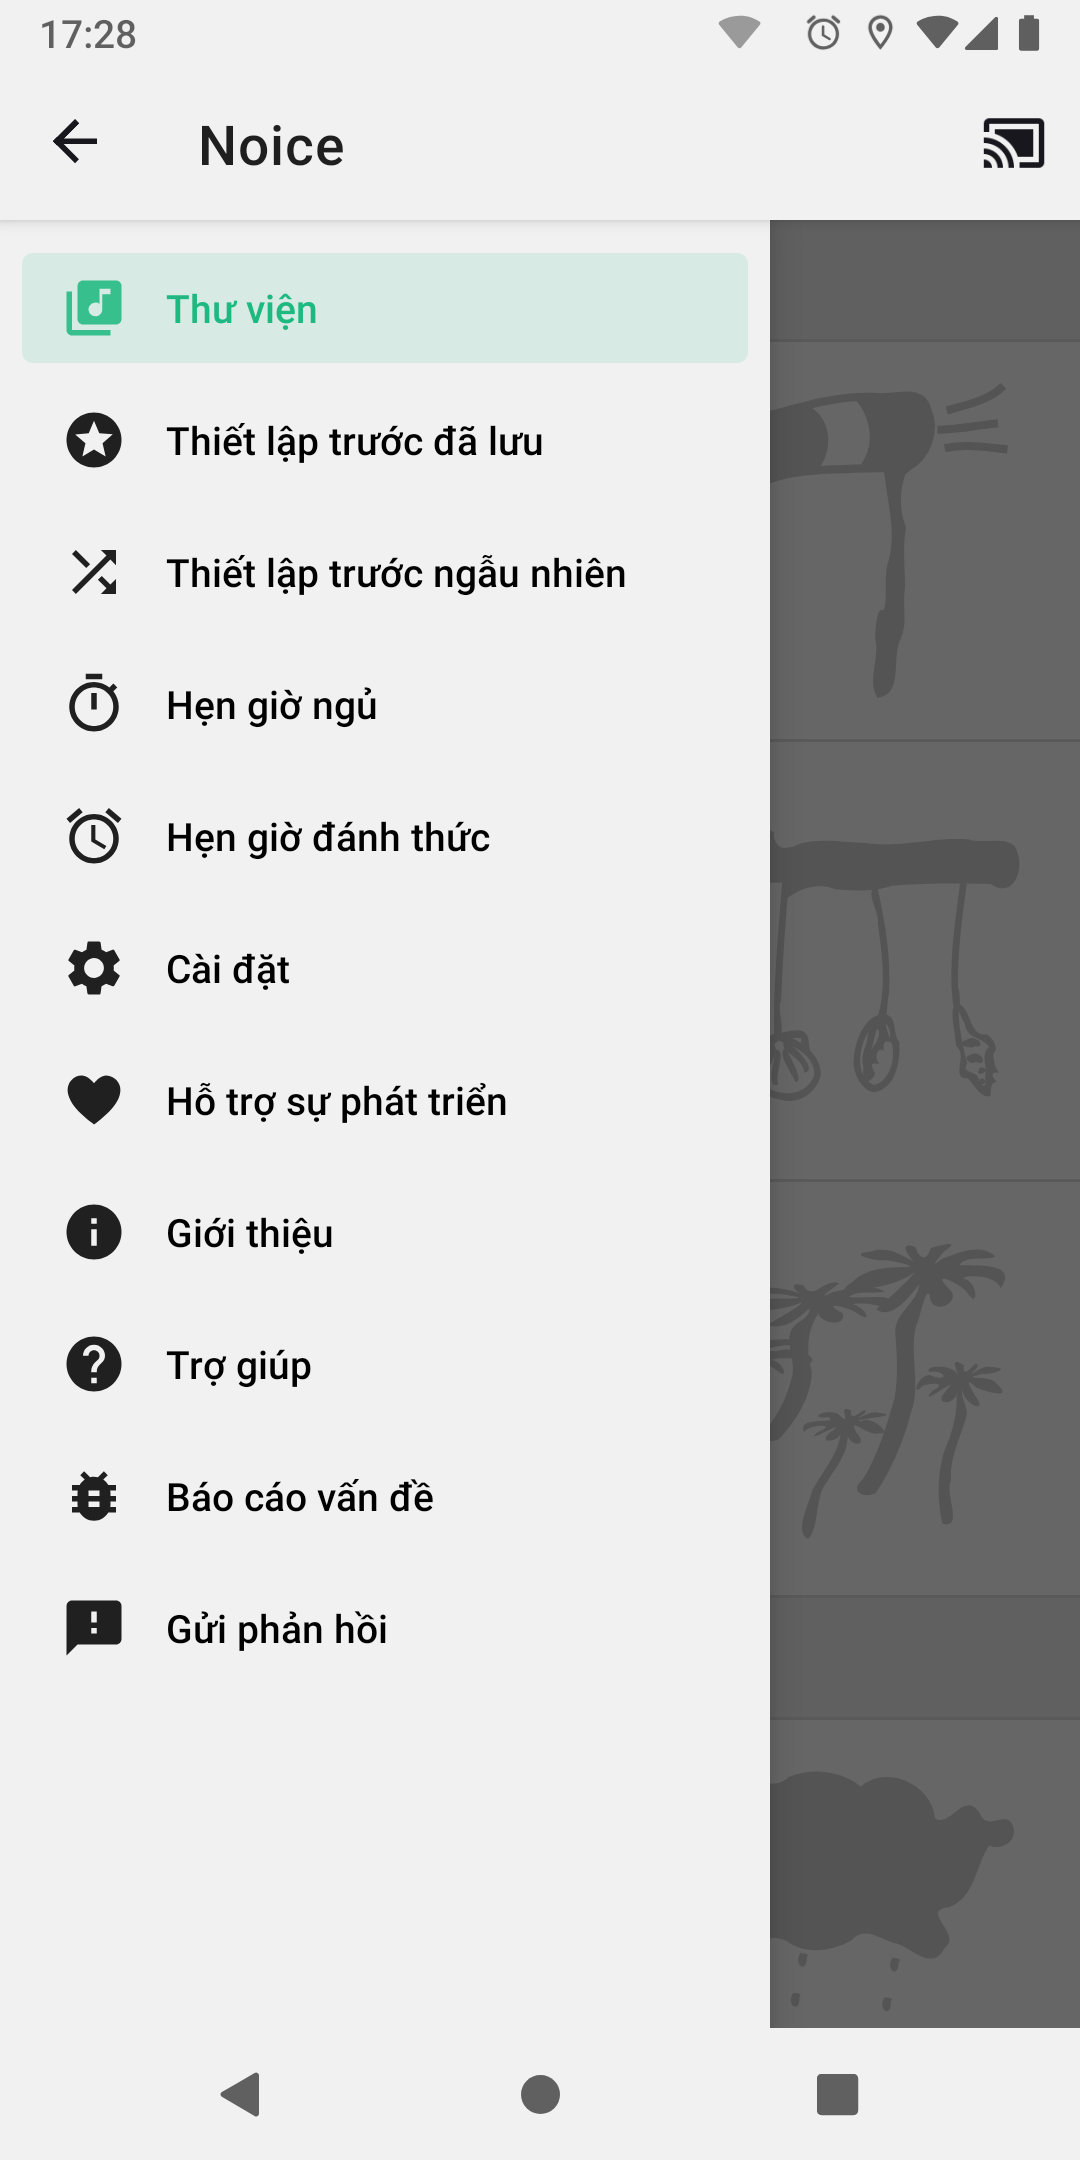 17:28
Noice
Thư viện
Thiết lập trước đã lưu
Thiết lập trước ngẫu nhiên
Hẹn giờ ngủ
Hẹn giờ đánh thức
Cài đặt
Hỗ trợ sự phát triển
Giới thiệu
Trợ giúp
Báo cáo vấn đề
Gửi phản hồi